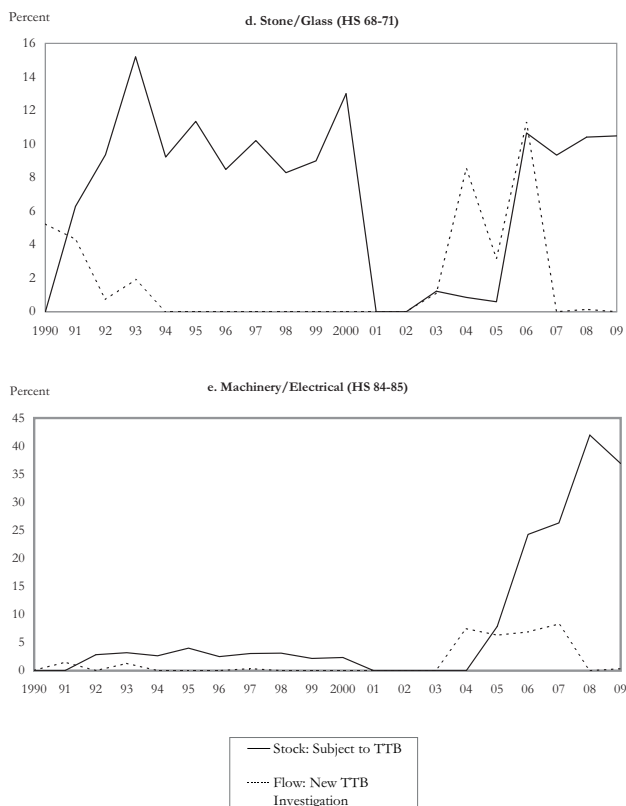 Percent
d. Stone/Glass (HS 68-71)
16
14
12
10
8
6
4
2
0
1990 91 92 93 94 95 96 97 98 99 2000 01 02 03 04 05 06 07 08 09
Percent
e. Machinery/Electrical (HS 84-85)
45
40
35
30
25
20
15
10
5
0
1990 91 92 93 94 95 96 97 98 99 2000 01 02 03 04 05 06 07 08 09
Stock: Subject to TTB
Flow: New TTB
Investigation